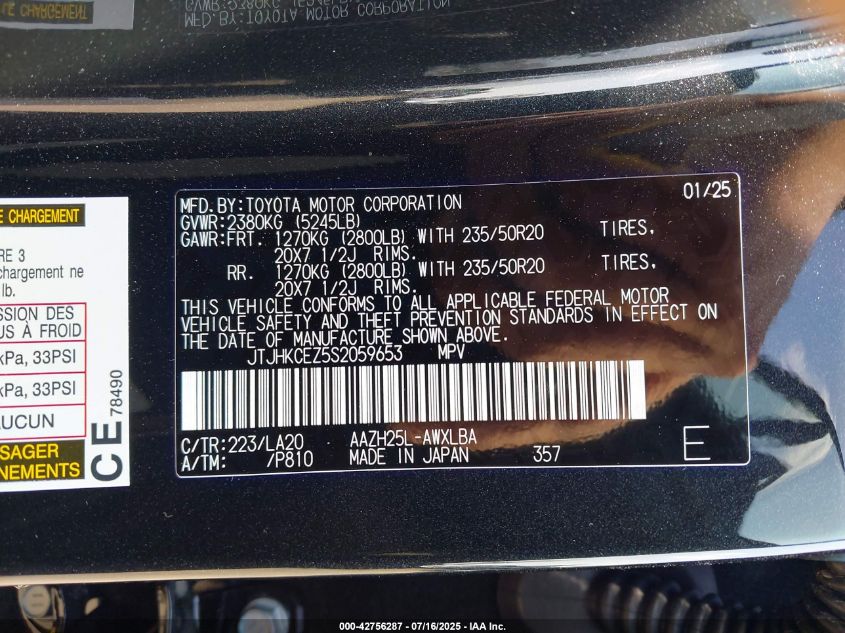 MFD.BY:TOYOTA MOTOR CORPORATION 01/25
GVWR:2380KG (5245LB)
GAWR:FRT. 1270KG (2800LB) WITH 235/50R20 TIRES,
20X7 1/2J RIMS.
RR. 1270KG (2800LB) WITH 235/50R20 TIRES,
20X7 1/2J RIMS.
THIS VEHICLE CONFORMS TO ALL APPLICABLE FEDERAL MOTOR
VEHICLE SAFETY AND THEFT PREVENTION STANDARDS IN EFFECT ON
THE DATE OF MANUFACTURE SHOWN ABOVE.
JTJHKCEZ5S2059653 MPV
C/TR:223/LA20 AAZH25L-AWXLBA
A/TM: /P810 MADE IN JAPAN 357 E
E CHARGEMENT
RE 3
chargement ne
lb.
SSION DES
US À FROID
kPa, 33PSI
kPa, 33PSI
AUCUN
SAGER
NEMENTS
CE 78490
000-42756287 - 07/16/2025 - IAA Inc.